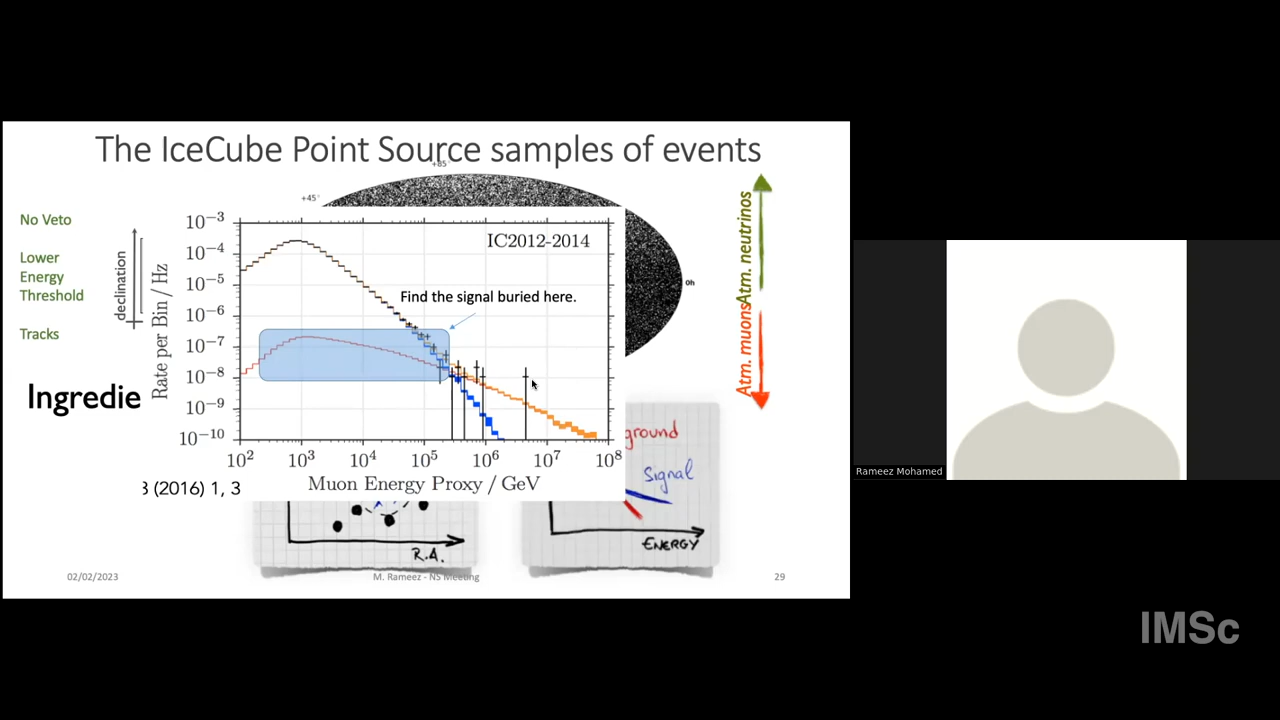 The IceCube Point Source samples of events
+85°
+45°
0h
No Veto
Lower
Energy
Threshold
Tracks
declination
Ingredie
3 (2016) 1, 3
Rate per Bin / Hz
10⁻³
10⁻⁴
10⁻⁵
10⁻⁶
10⁻⁷
10⁻⁸
10⁻⁹
10⁻¹⁰
IC2012-2014
Find the signal buried here.
10² 10³ 10⁴ 10⁵ 10⁶ 10⁷ 10⁸
Muon Energy Proxy / GeV
Atm. neutrinos
Atm. muons
ground
Signal
R.A.
ENERGY
02/02/2023
M. Rameez - NS Meeting
29
Rameez Mohamed
IMSc